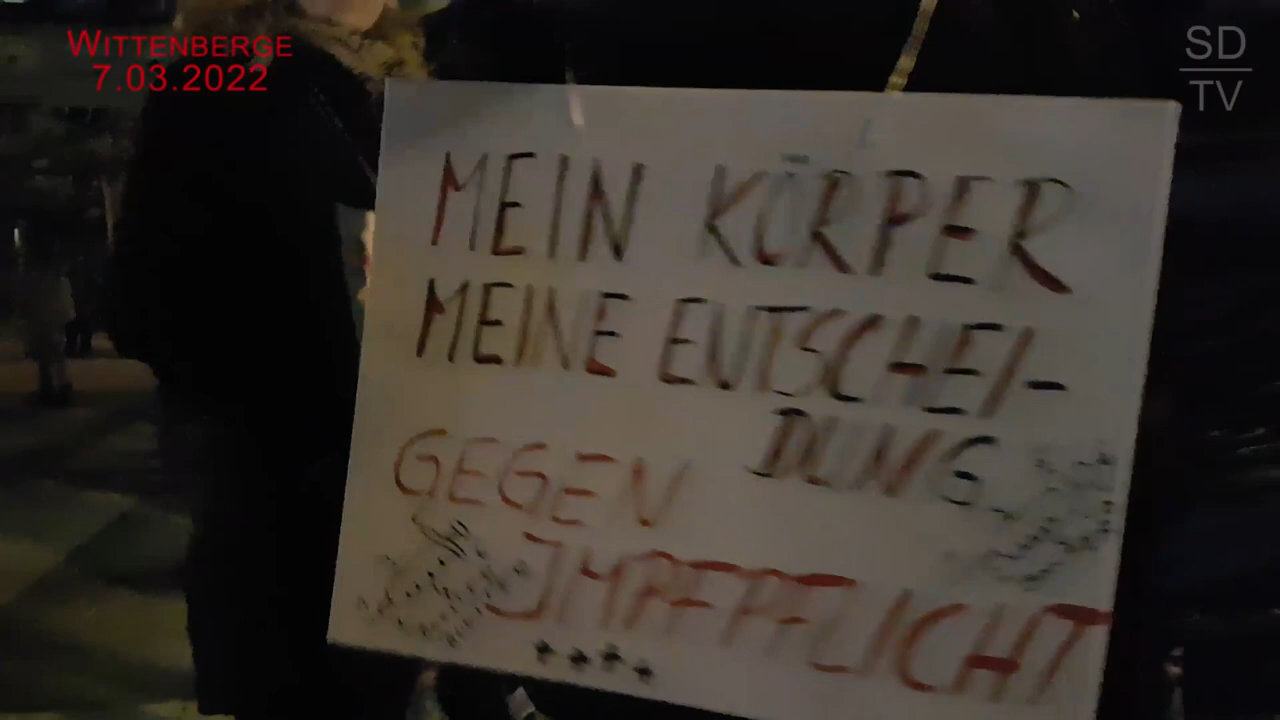 WITTENBERGE
7.03.2022
SD
TV
MEIN KÖRPER
MEINE ENTSCHEI-
DUNG
GEGEN
IMPFPFLICHT